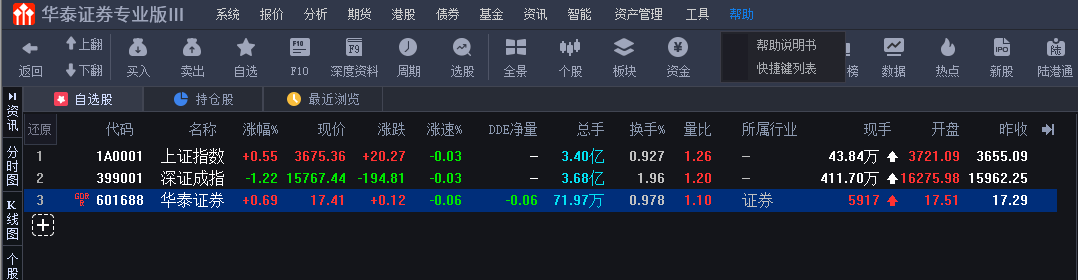 华泰证券专业版III 系统 报价 分析 期货 港股 债券 基金 资讯 智能 资产管理 工具 帮助
上翻 F10 F9 IPO 陆
帮助说明书
返回 下翻 买入 卖出 自选 F10 深度资料 周期 选股 全景 个股 板块 资金 榜 数据 热点 新股 陆港通
快捷键列表
资讯 自选股 持仓股 最近浏览
还原 代码 名称 涨幅% 现价 涨跌 涨速% DDE净量 总手 换手% 量比 所属行业 现手 开盘 昨收
分时图 1 1A0001 上证指数 +0.55 3675.36 +20.27 -0.03 — 3.40亿 0.927 1.26 — 43.84万 3721.09 3655.09
2 399001 深证成指 -1.22 15767.44 -194.81 -0.03 — 3.68亿 1.96 1.20 — 411.70万 16275.98 15962.25
K线图 3 GDR R 601688 华泰证券 +0.69 17.41 +0.12 -0.06 -0.06 71.97万 0.978 1.10 证券 5917 17.51 17.29
个股